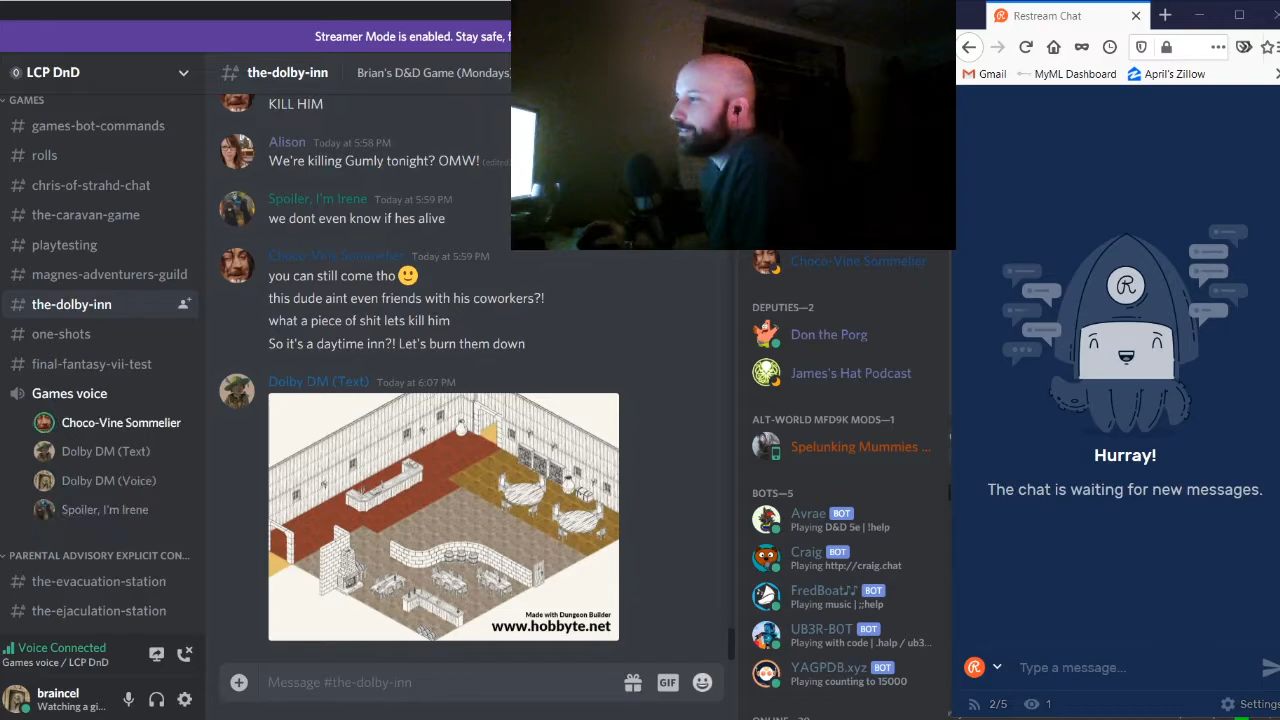 Streamer Mode is enabled. Stay safe, f
LCP DnD
GAMES
games-bot-commands
rolls
chris-of-strahd-chat
the-caravan-game
playtesting
magnes-adventurers-guild
the-dolby-inn
one-shots
final-fantasy-vii-test
Games voice
Choco-Vine Sommelier
Dolby DM (Text)
Dolby DM (Voice)
Spoiler, I'm Irene
PARENTAL ADVISORY EXPLICIT CON...
the-evacuation-station
the-ejaculation-station
Voice Connected
Games voice / LCP DnD
braincel
Watching a gi...
the-dolby-inn
Brian's D&D Game (Mondays)
KILL HIM
Alison Today at 5:58 PM
We're killing Gumly tonight? OMW! (edited)
Spoiler, I'm Irene Today at 5:59 PM
we dont even know if hes alive
Choco-Vine Sommelier Today at 5:59 PM
you can still come tho
this dude aint even friends with his coworkers?!
what a piece of shit lets kill him
So it's a daytime inn?! Let's burn them down
Dolby DM (Text) Today at 6:07 PM
Made with Dungeon Builder
www.hobbyte.net
Message #the-dolby-inn
GIF
Choco-Vine Sommelier
DEPUTIES—2
Don the Porg
James's Hat Podcast
ALT-WORLD MFD9K MODS—1
Spelunking Mummies ...
BOTS—5
Avrae BOT
Playing D&D 5e | !help
Craig BOT
Playing http://craig.chat
FredBoat♪♪ BOT
Playing music | ;;help
UB3R-B0T BOT
Playing with code | .halp / ub3...
YAGPDB.xyz BOT
Playing counting to 15000
Restream Chat
Gmail
MyML Dashboard
April's Zillow
Hurray!
The chat is waiting for new messages.
Type a message...
2/5
1
Settings